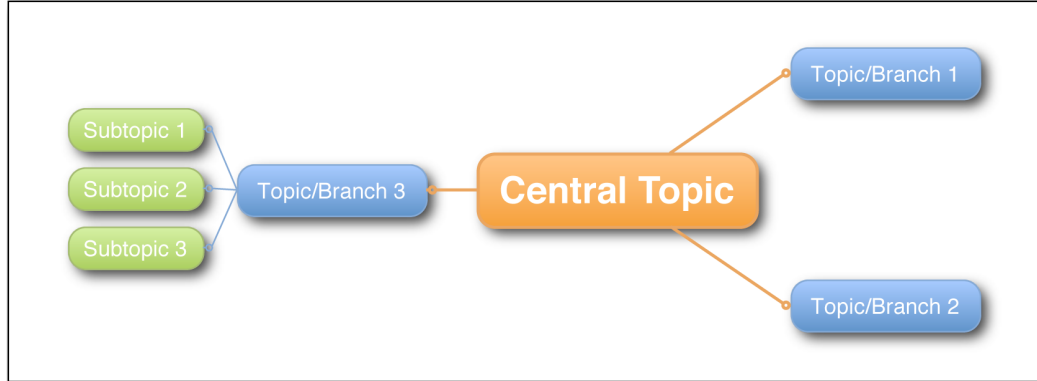 Topic/Branch 1
Subtopic 1
Subtopic 2
Topic/Branch 3
Central Topic
Subtopic 3
Topic/Branch 2